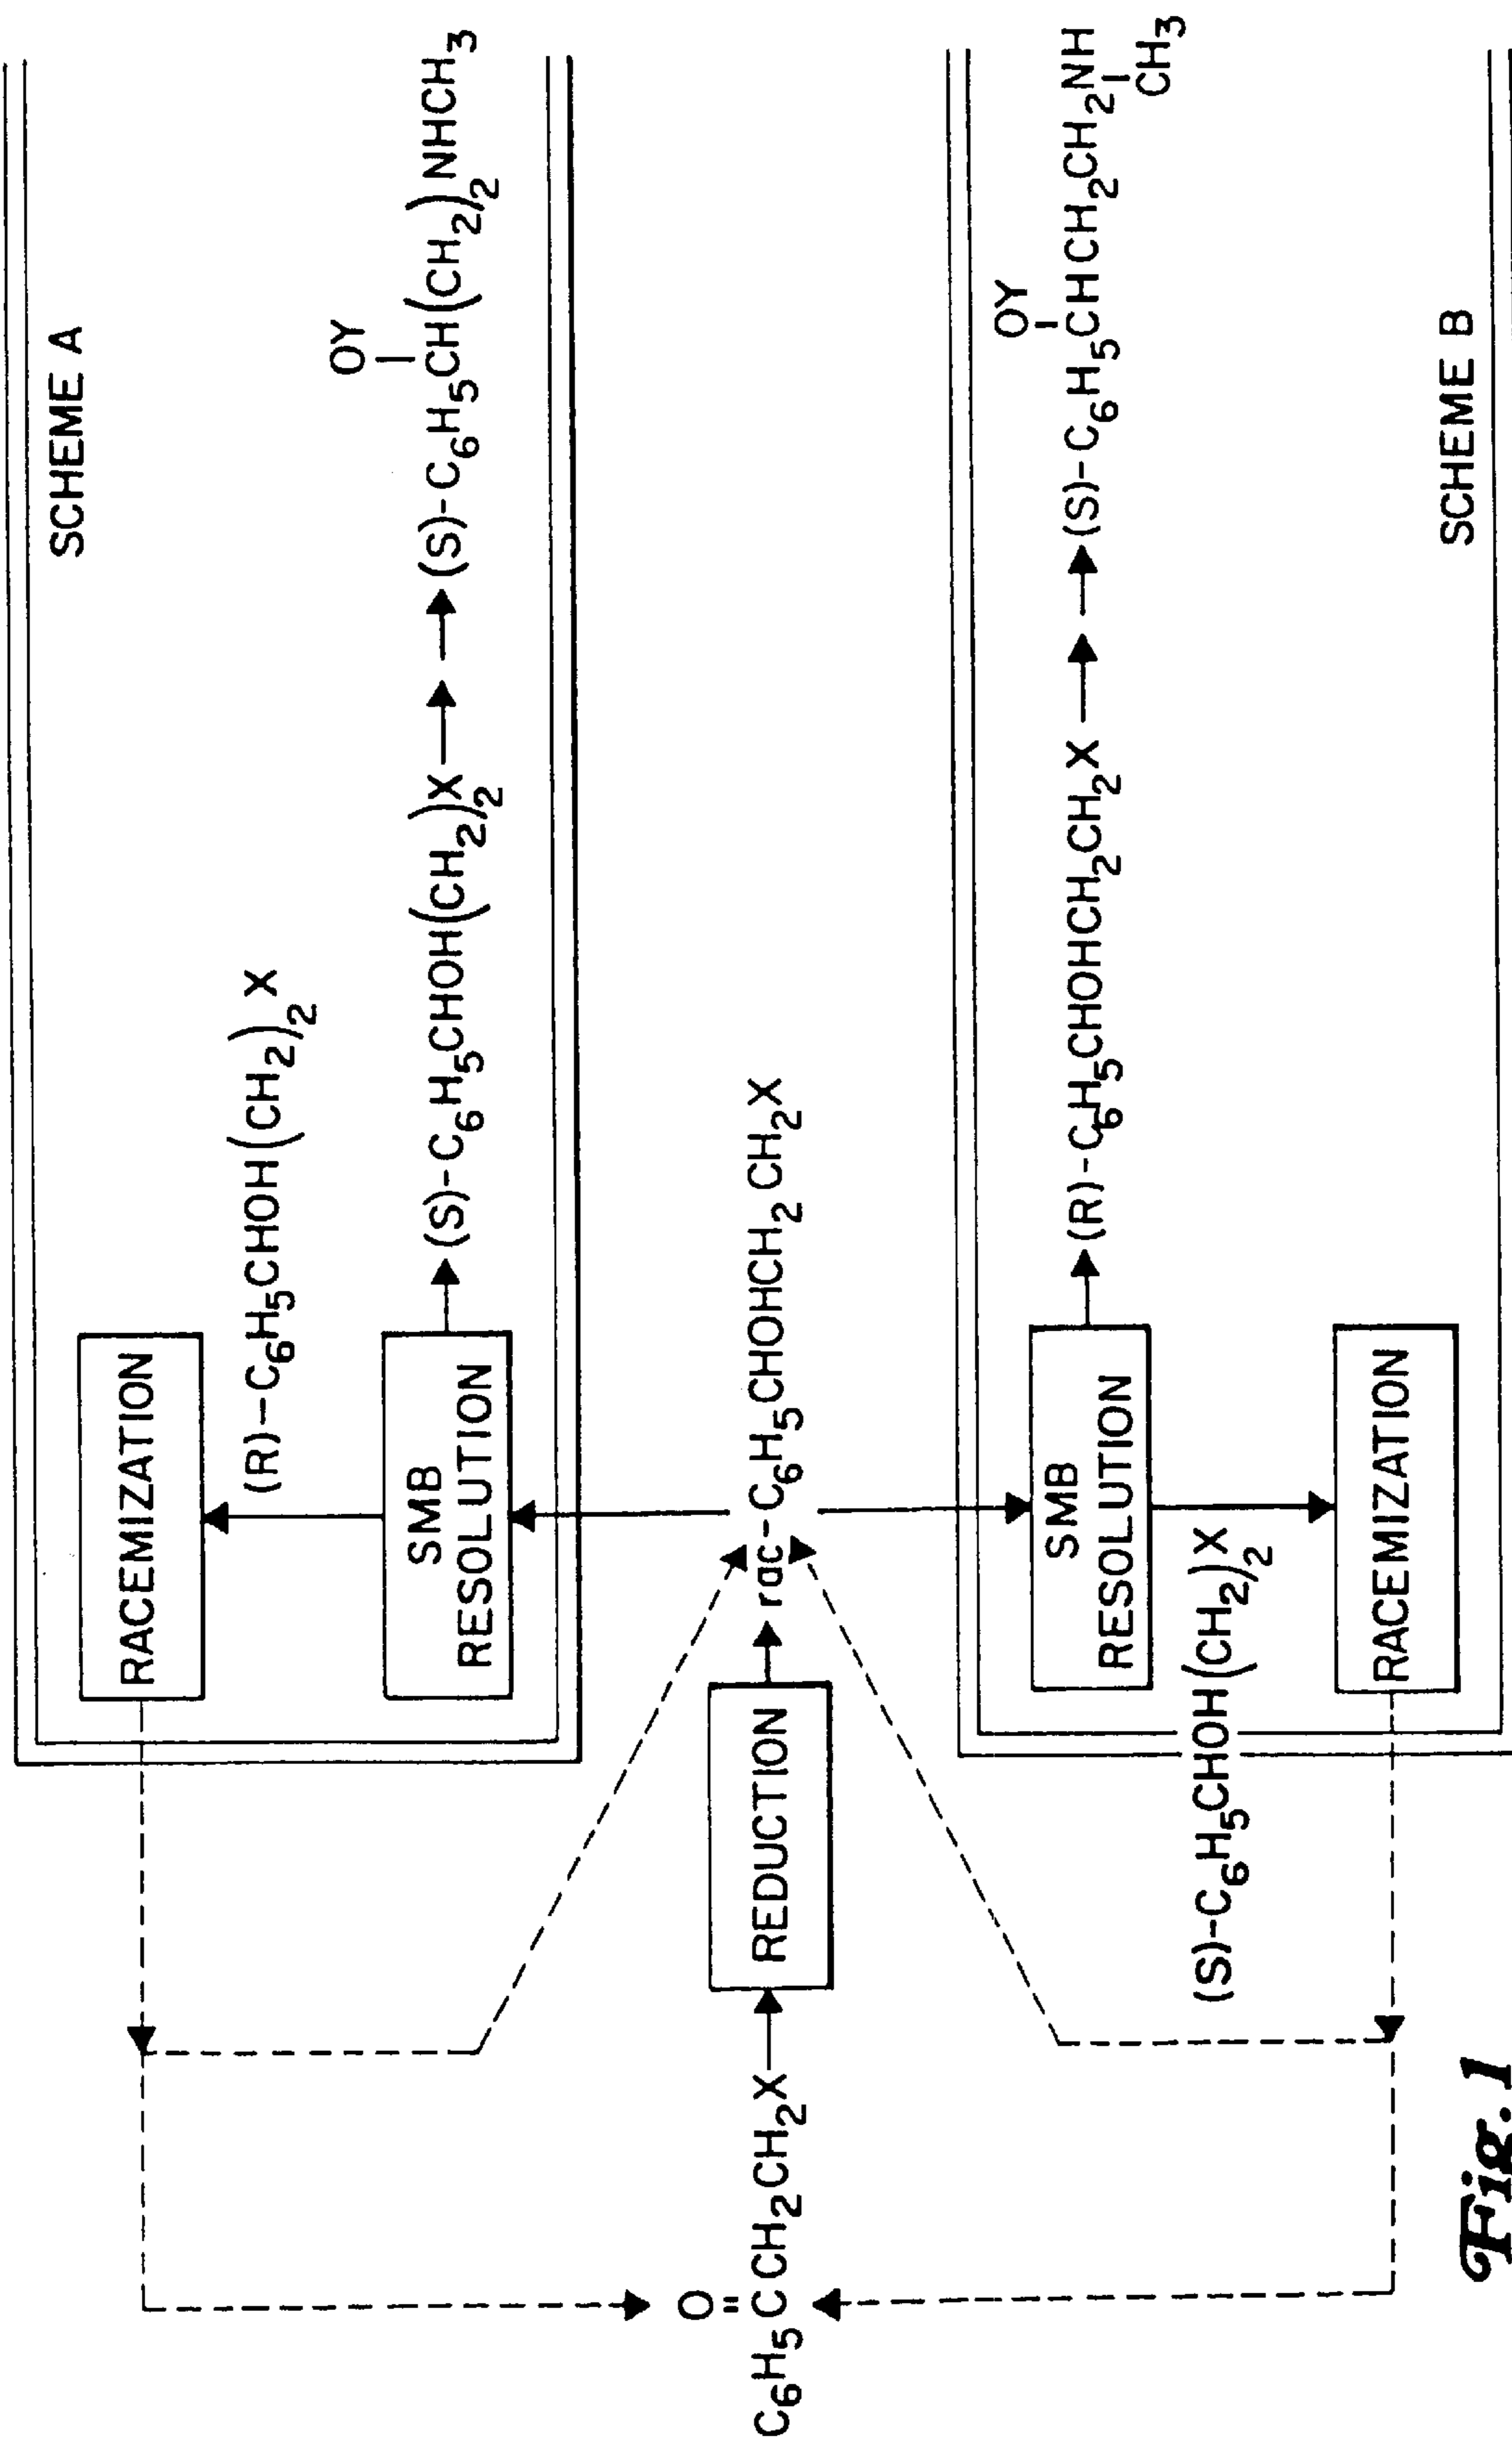 SCHEME A
RACEMIZATION
(R)-C6H5CHOH(CH2)2X
OY
SMB
RESOLUTION
(S)-C6H5CHOH(CH2)2X
(S)-C6H5CH(CH2)2NHCH3
O
C6H5CCH2CH2X
REDUCTION
rac-C6H5CHOHCH2CH2X
OY
SMB
RESOLUTION
(R)-C6H5CHOHCH2CH2X
(S)-C6H5CHCH2CH2NH
CH3
(S)-C6H5CHOH(CH2)2X
RACEMIZATION
SCHEME B
Fig. 1